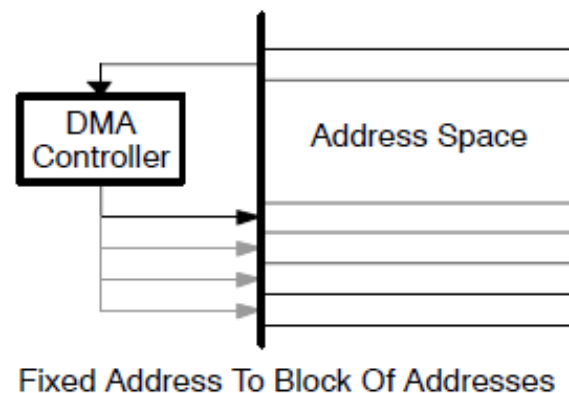 DMA
Controller
Address Space
Fixed Address To Block Of Addresses